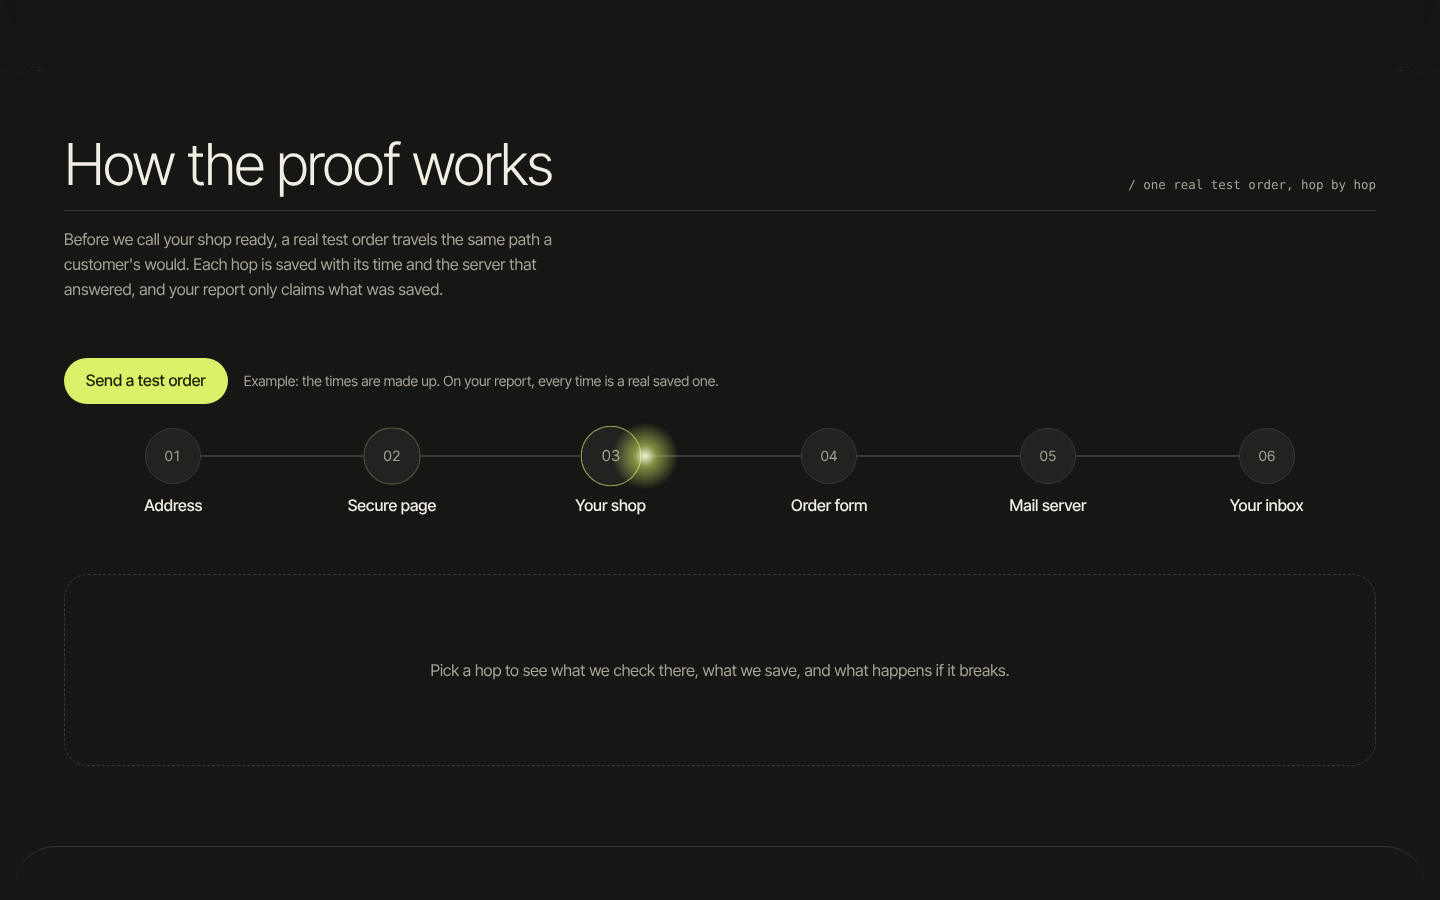 How the proof works
/ one real test order, hop by hop
Before we call your shop ready, a real test order travels the same path a
customer's would. Each hop is saved with its time and the server that
answered, and your report only claims what was saved.
Send a test order
Example: the times are made up. On your report, every time is a real saved one.
01
02
03
04
05
06
Address
Secure page
Your shop
Order form
Mail server
Your inbox
Pick a hop to see what we check there, what we save, and what happens if it breaks.